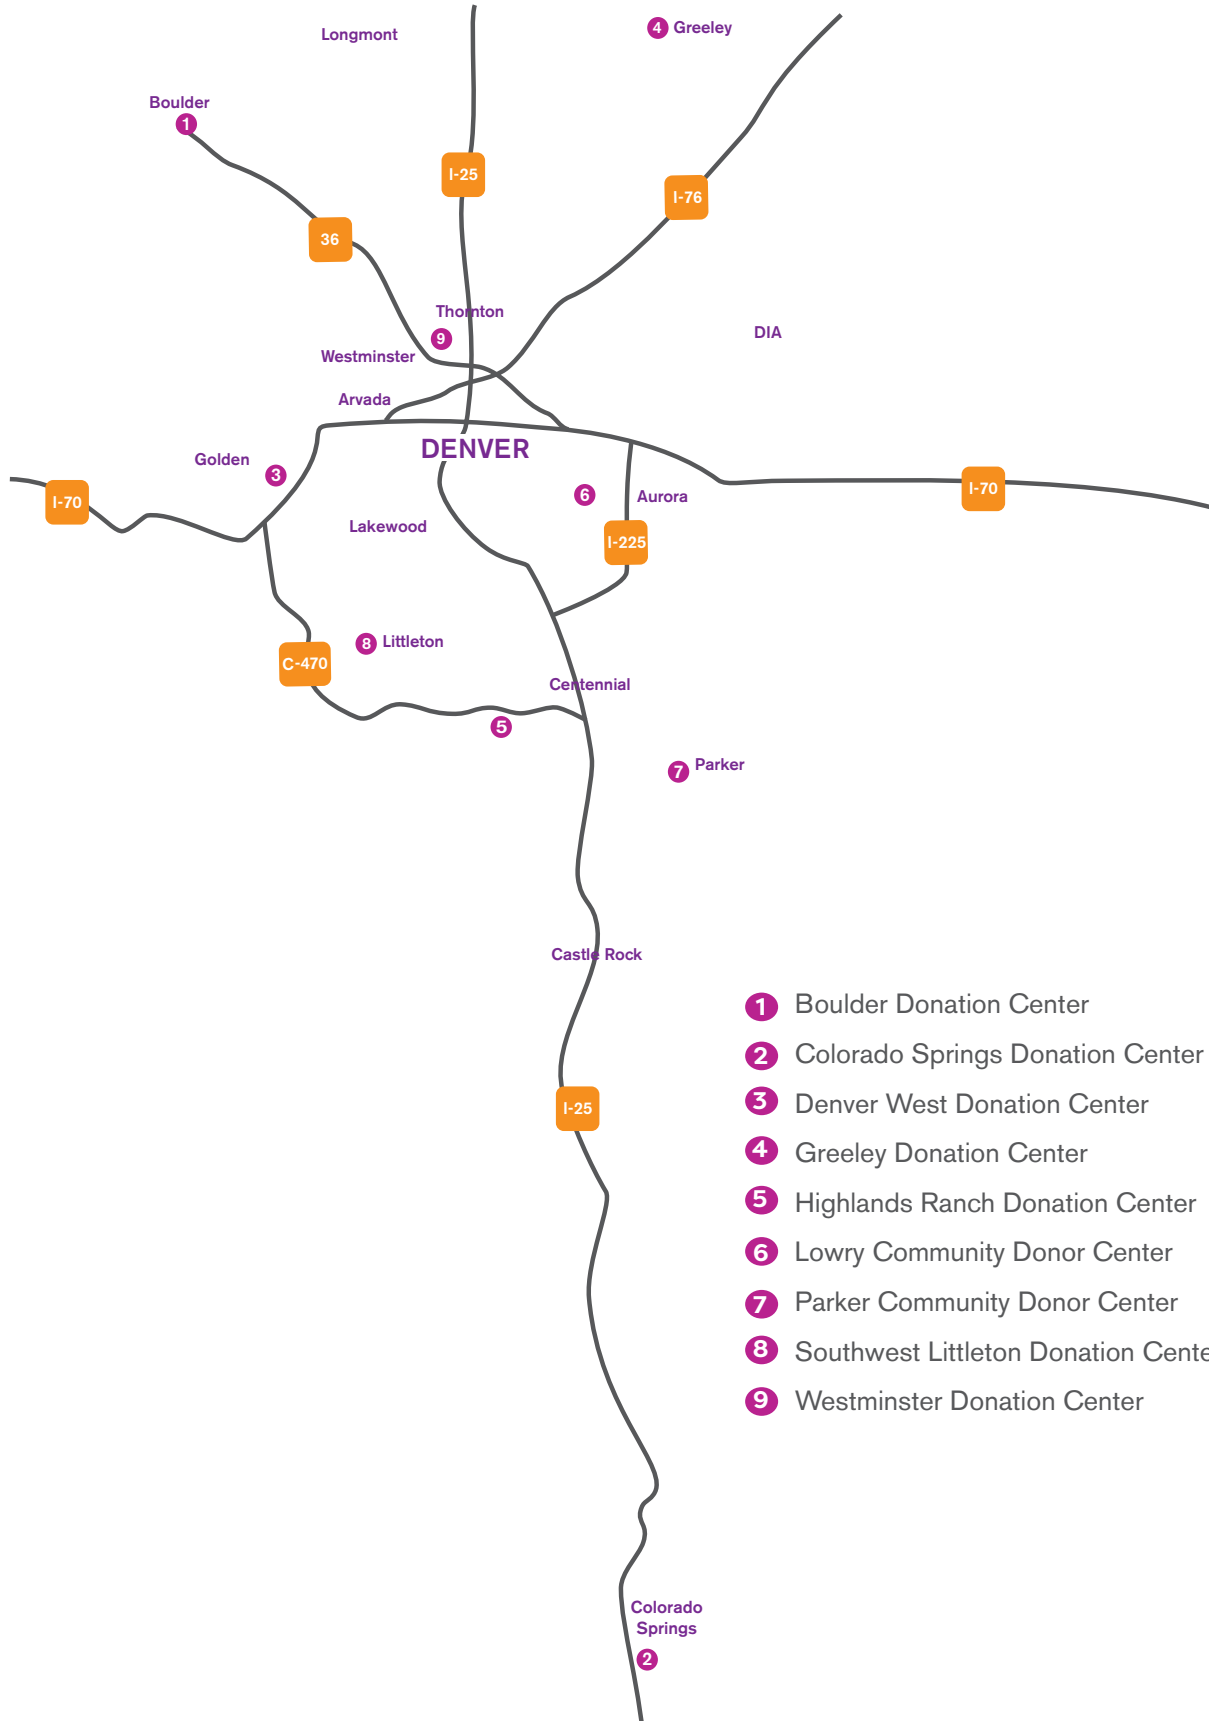 Longmont
4 Greeley
Boulder
1
I-25
I-76
36
Thornton
9
DIA
Westminster
Arvada
DENVER
Golden
3
I-70
6
Aurora
I-70
Lakewood
I-225
8 Littleton
C-470
Centennial
5
7 Parker
Castle Rock
1 Boulder Donation Center
2 Colorado Springs Donation Center
3 Denver West Donation Center
I-25
4 Greeley Donation Center
5 Highlands Ranch Donation Center
6 Lowry Community Donor Center
7 Parker Community Donor Center
8 Southwest Littleton Donation Cente
9 Westminster Donation Center
Colorado
Springs
2